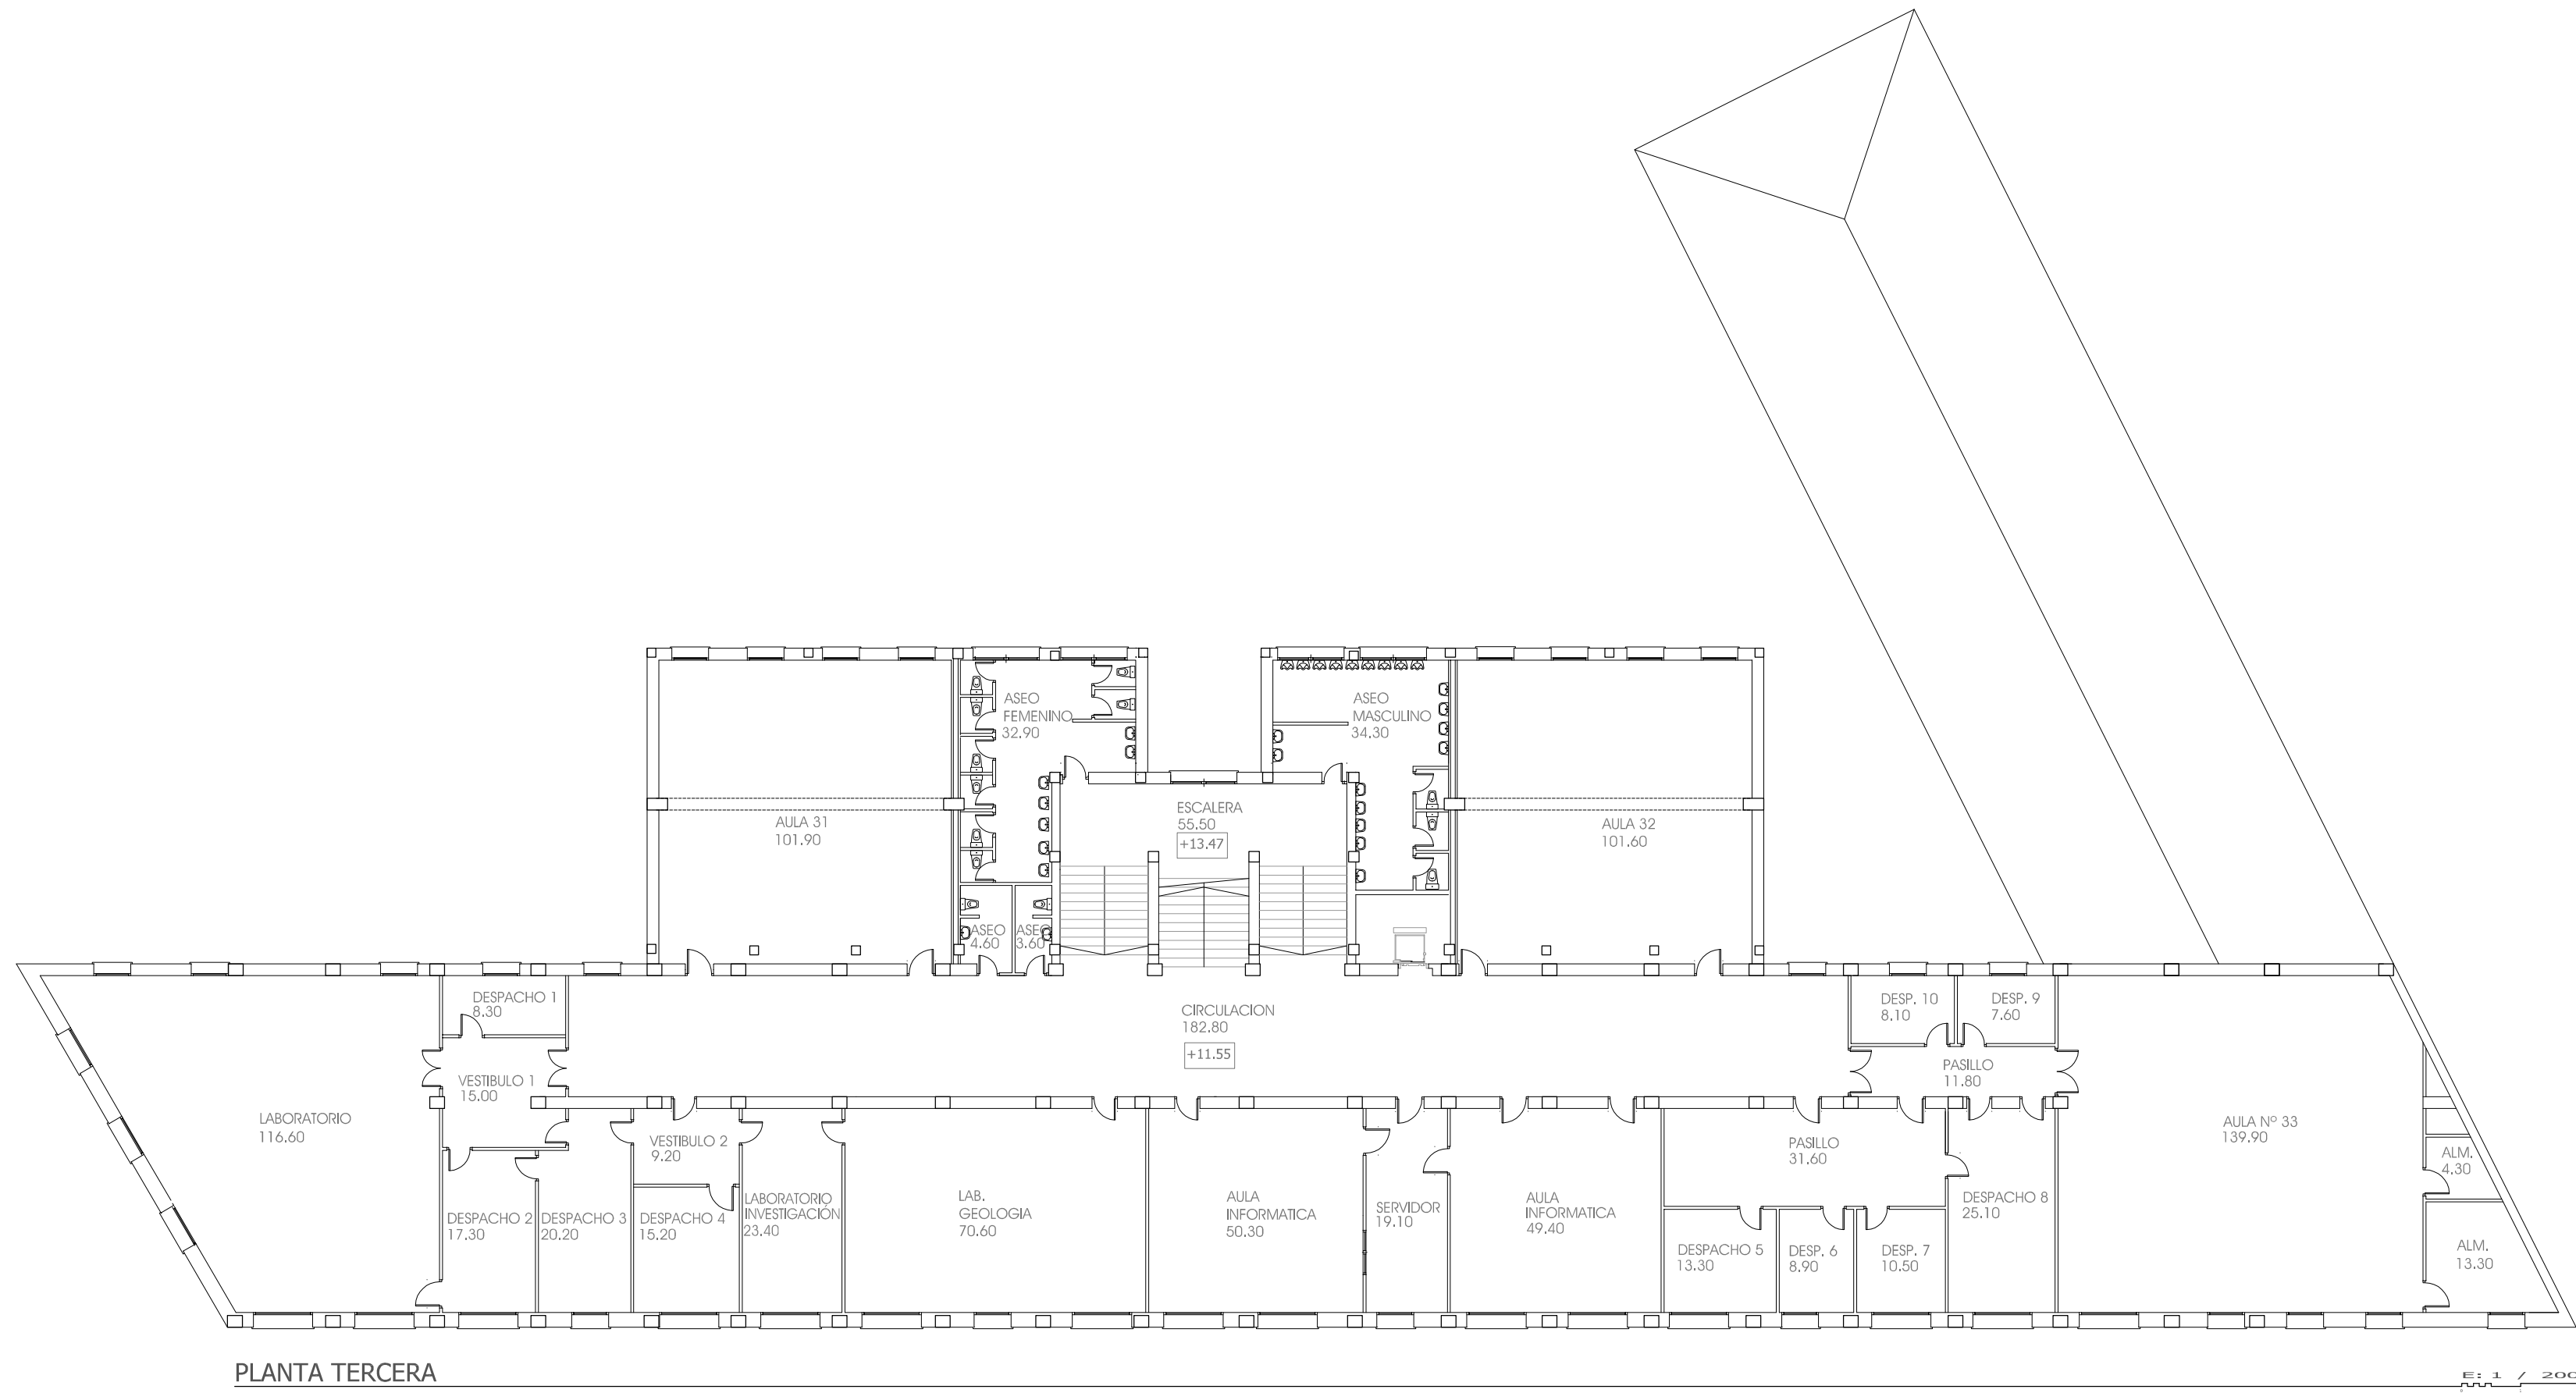 ASEO
FEMENINO
32.90
ASEO
MASCULINO
34.30
ESCALERA
55.50
+13.47
AULA 31
101.90
AULA 32
101.60
ASEO
4.60
ASEO
3.60
DESPACHO 1
8.30
CIRCULACION
182.80
+11.55
DESP. 10
8,10
DESP. 9
7.60
VESTIBULO 1
15.00
PASILLO
11.80
LABORATORIO
116.60
VESTIBULO 2
9.20
PASILLO
31.60
AULA Nº 33
139.90
ALM.
4,30
DESPACHO 2
17.30
DESPACHO 3
20.20
DESPACHO 4
15.20
LABORATORIO
INVESTIGACIÓN
23.40
LAB.
GEOLOGIA
70.60
AULA
INFORMATICA
50.30
SERVIDOR
19.10
AULA
INFORMATICA
49.40
DESPACHO 8
25.10
DESPACHO 5
13.30
DESP. 6
8.90
DESP. 7
10.50
ALM.
13.30
PLANTA TERCERA
E: 1 / 200